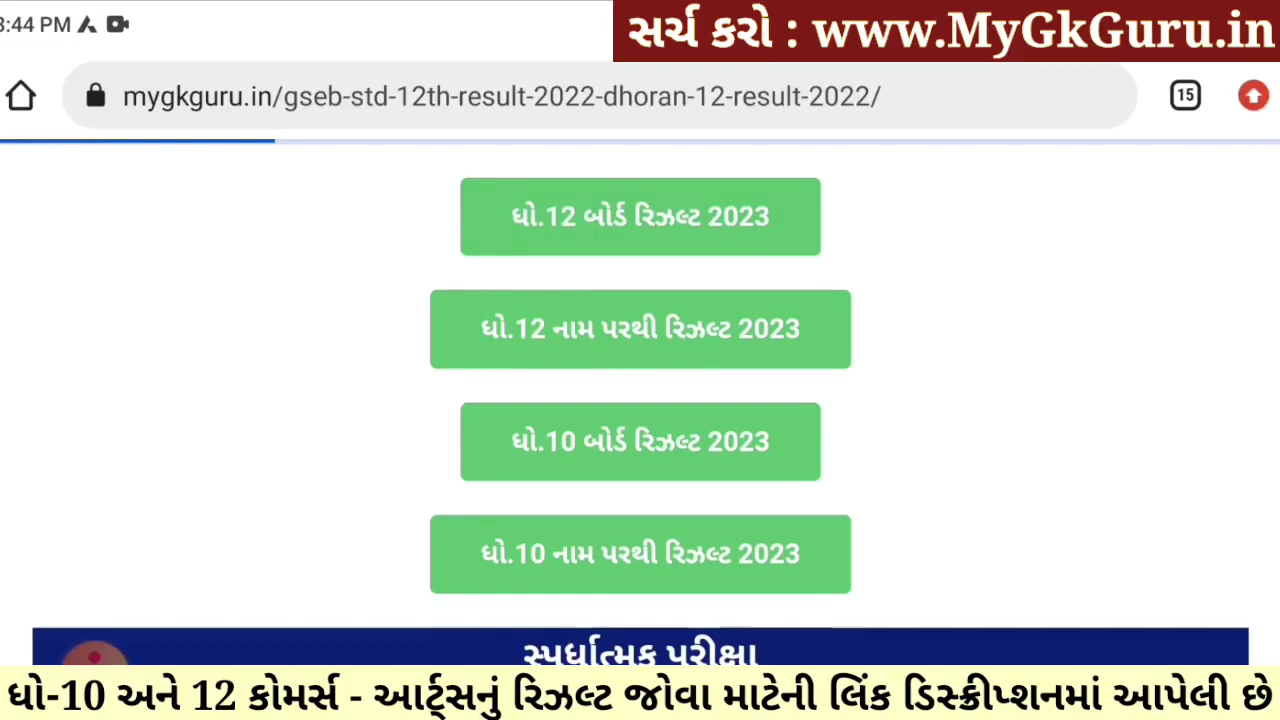 3:44 PM
સર્ચ કરો : www.MyGkGuru.in
mygkguru.in/gseb-std-12th-result-2022-dhoran-12-result-2022/
15
ધો.12 બોર્ડ રિઝલ્ટ 2023
ધો.12 નામ પરથી રિઝલ્ટ 2023
ધો.10 બોર્ડ રિઝલ્ટ 2023
ધો.10 નામ પરથી રિઝલ્ટ 2023
સ્પર્ધાત્મક પરીક્ષા
ધો-10 અને 12 કોમર્સ - આર્ટ્સનું રિઝલ્ટ જોવા માટેની લિંક ડિસ્ક્રીપ્શનમાં આપેલી છે